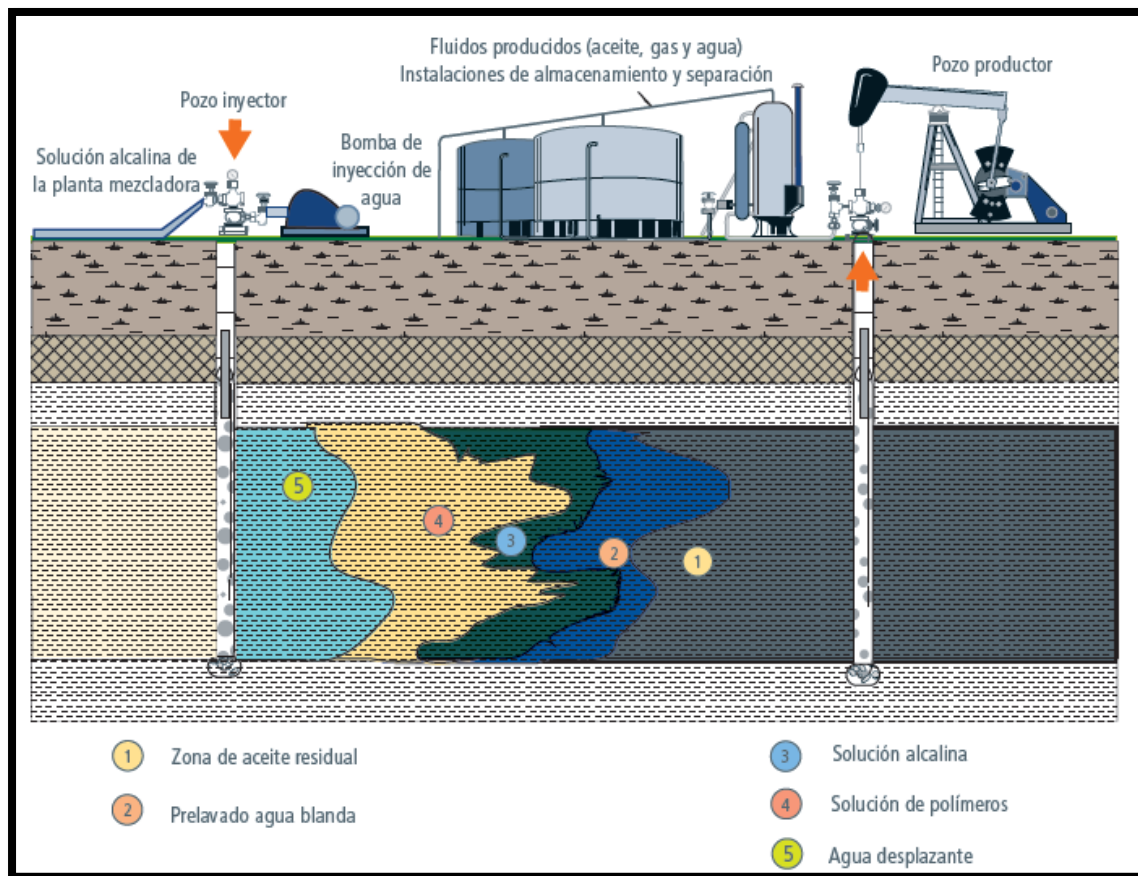 Fluidos producidos (aceite, gas y agua)
Instalaciones de almacenamiento y separación
Pozo productor
Pozo inyector
Solución alcalina de
la planta mezcladora
Bomba de
inyección de
agua
5
4
3
2
1
1 Zona de aceite residual
2 Prelavado agua blanda
3 Solución alcalina
4 Solución de polímeros
5 Agua desplazante